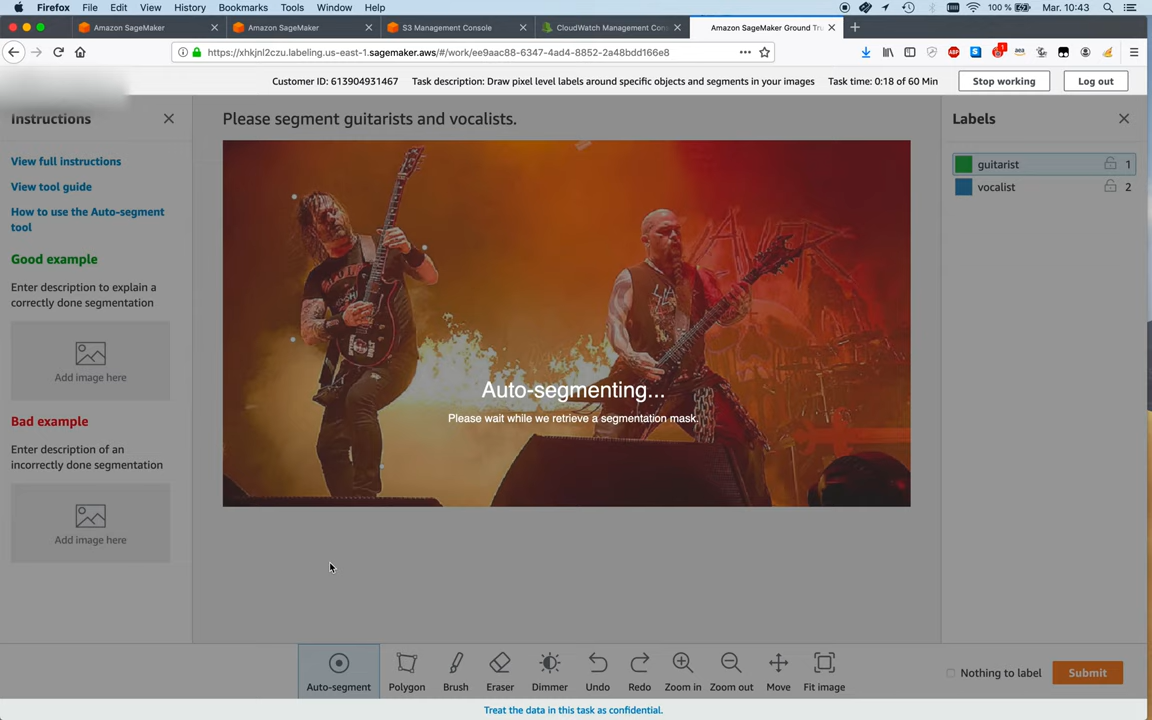 Firefox File Edit View History Bookmarks Tools Window Help 100 % Mar. 10:43
Amazon SageMaker Amazon SageMaker S3 Management Console CloudWatch Management Con Amazon SageMaker Ground Tru
https://xhkjnl2czu.labeling.us-east-1.sagemaker.aws/#/work/ee9aac88-6347-4ad4-8852-2a48bdd166e8
Customer ID: 613904931467 Task description: Draw pixel level labels around specific objects and segments in your images Task time: 0:18 of 60 Min Stop working Log out
Instructions
View full instructions
View tool guide
How to use the Auto-segment
tool
Good example
Enter description to explain a
correctly done segmentation
Add image here
Bad example
Enter description of an
incorrectly done segmentation
Add image here
Please segment guitarists and vocalists.
SLAYER
Auto-segmenting...
Please wait while we retrieve a segmentation mask.
Labels
guitarist 1
vocalist 2
Auto-segment Polygon Brush Eraser Dimmer Undo Redo Zoom in Zoom out Move Fit image
Nothing to label Submit
Treat the data in this task as confidential.